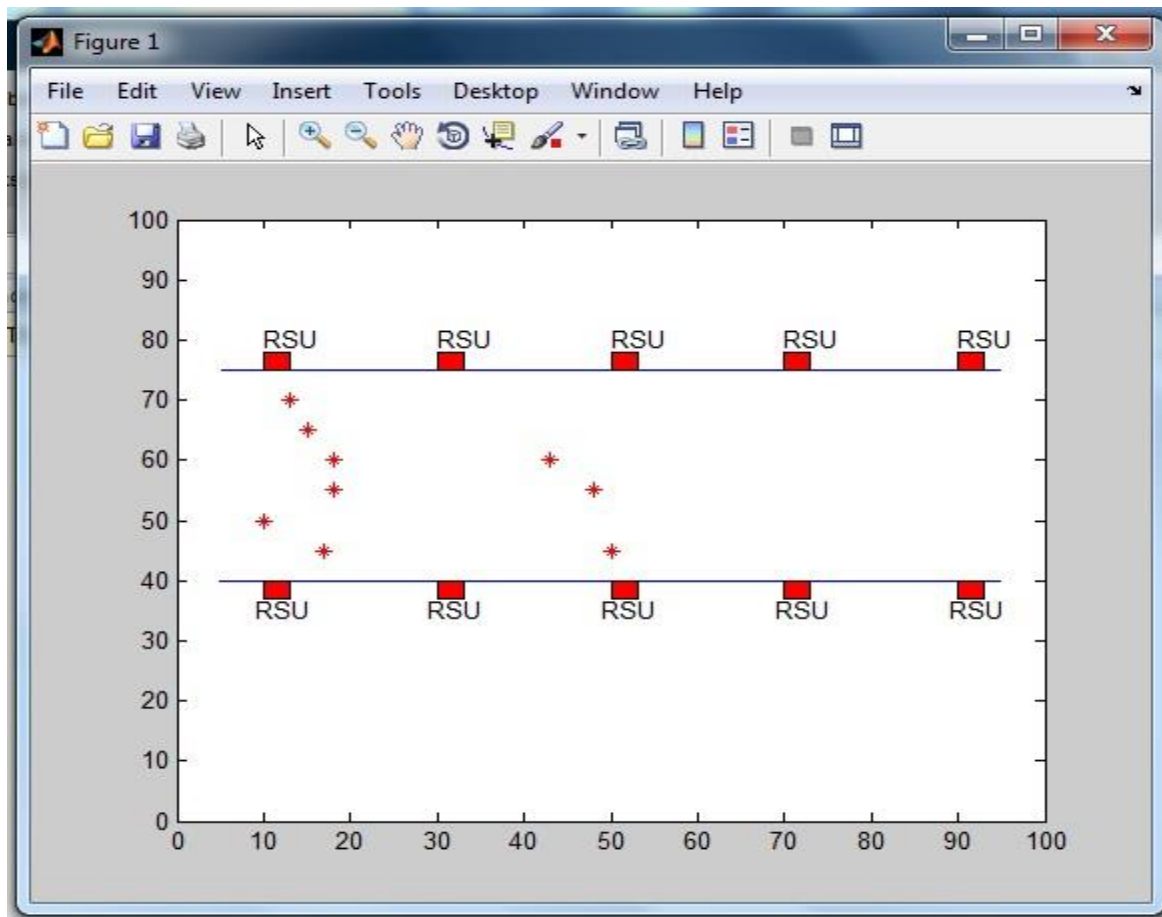 Figure 1
File Edit View Insert Tools Desktop Window Help
100
90
80
70
60
50
40
30
20
10
0
RSU RSU RSU RSU RSU
RSU RSU RSU RSU RSU
0 10 20 30 40 50 60 70 80 90 100